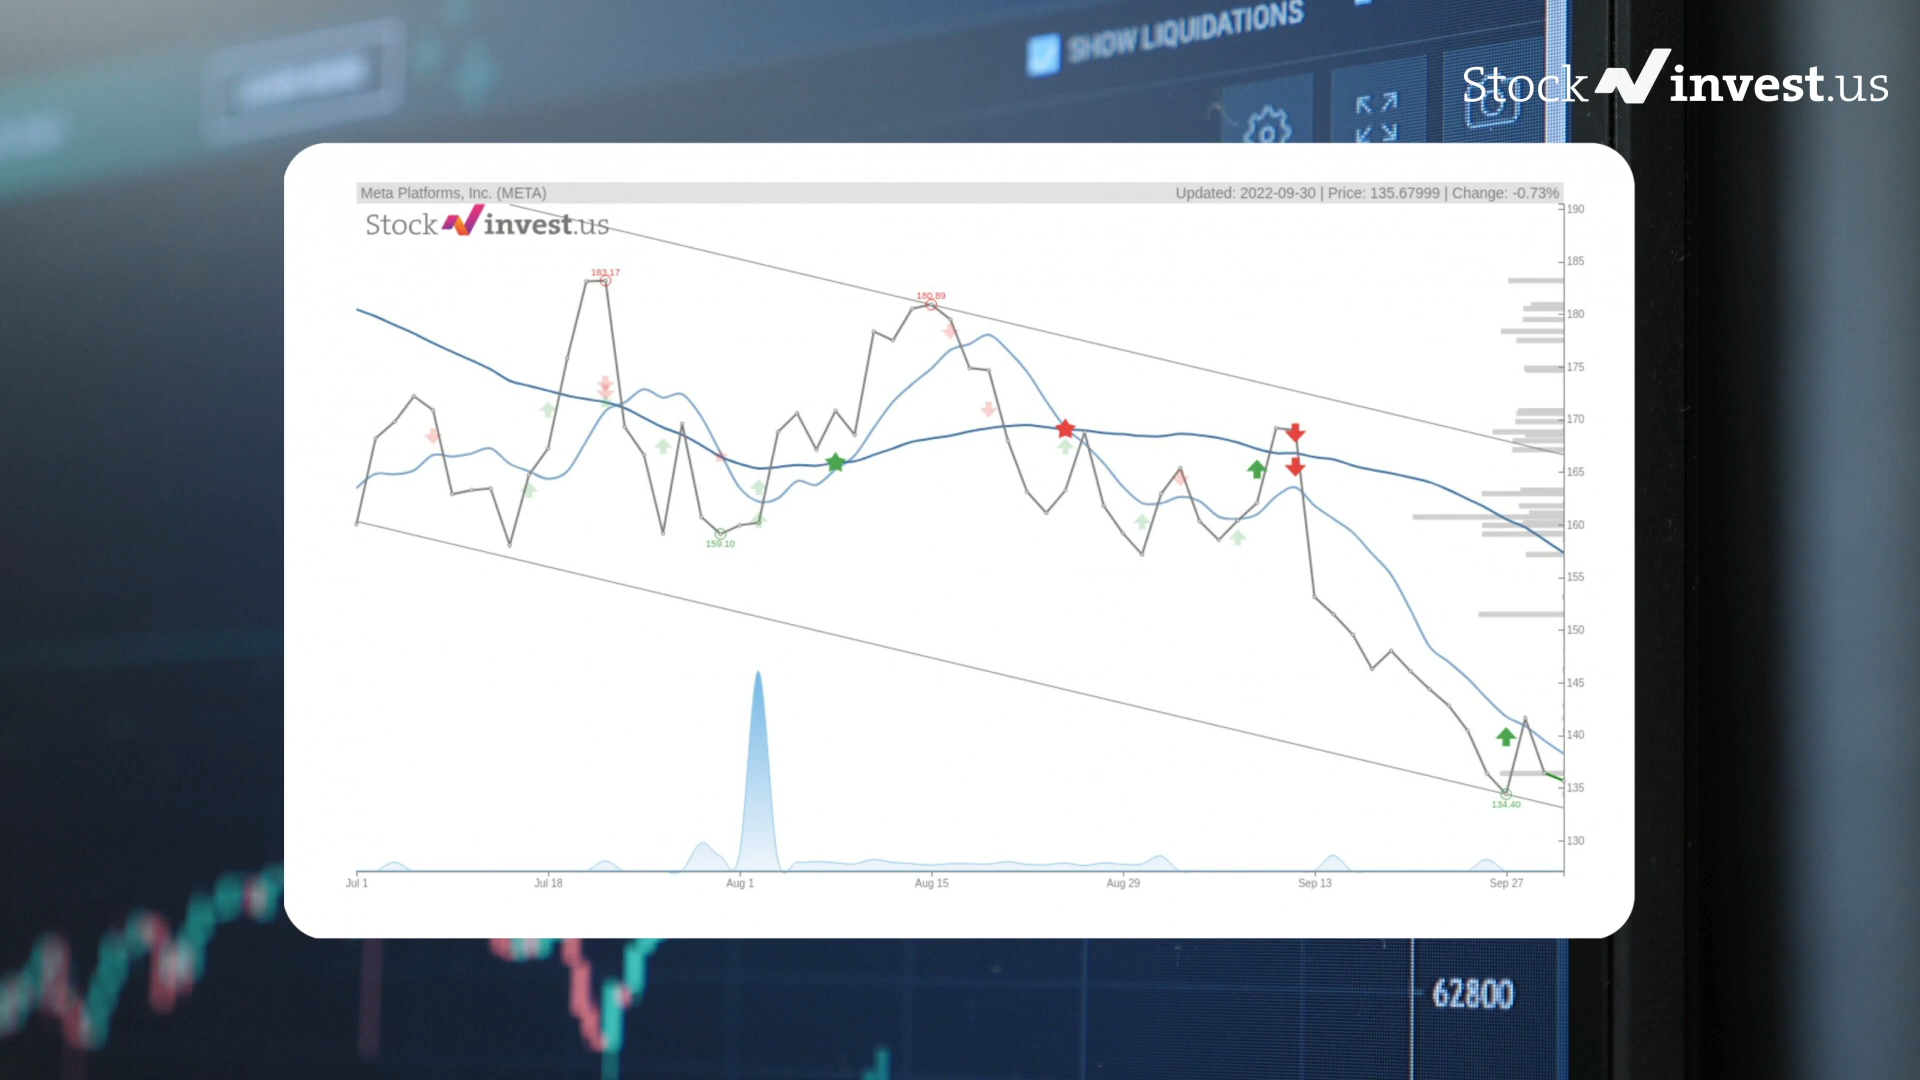 SHOW LIQUIDATIONS
Stock invest.us
Meta Platforms, Inc. (META)
Updated: 2022-09-30 | Price: 135.67999 | Change: -0.73%
Stock invest.us
190
185
180
175
170
165
160
155
150
145
140
135
130
183.17
180.89
159.10
134.40
Jul 1
Jul 18
Aug 1
Aug 15
Aug 29
Sep 13
Sep 27
62800